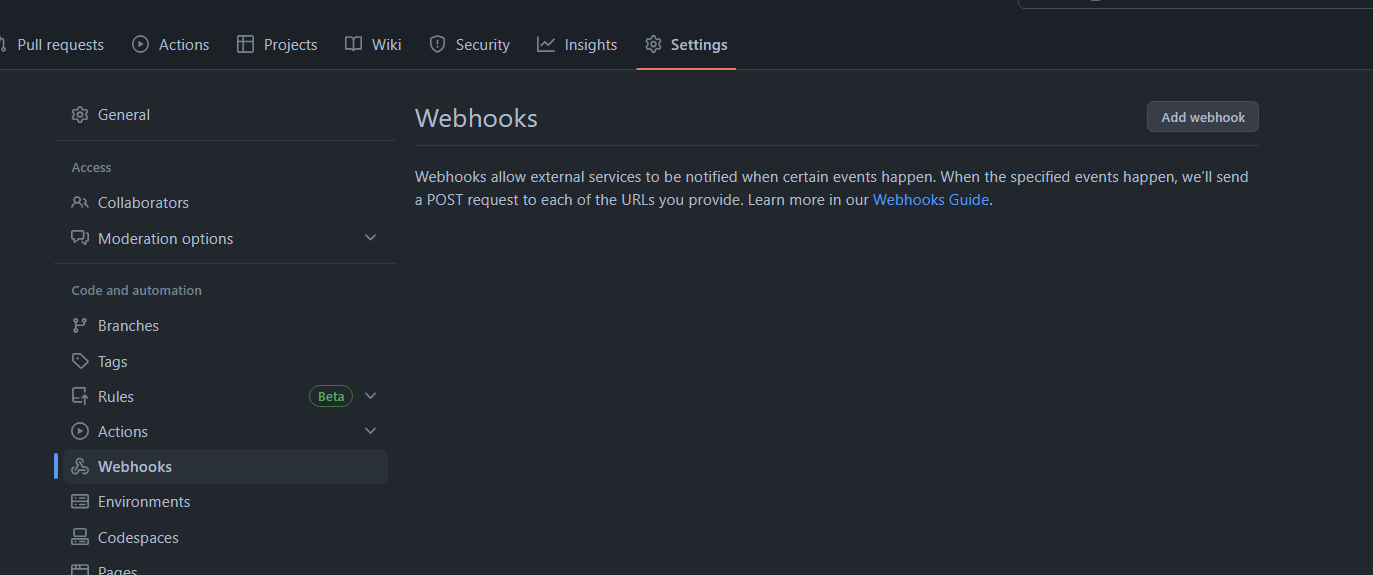 Pull requests
Actions
Projects
Wiki
Security
Insights
Settings
General
Access
Collaborators
Moderation options
Code and automation
Branches
Tags
Rules
Beta
Actions
Webhooks
Environments
Codespaces
Pages
Webhooks
Add webhook
Webhooks allow external services to be notified when certain events happen. When the specified events happen, we’ll send
a POST request to each of the URLs you provide. Learn more in our Webhooks Guide.